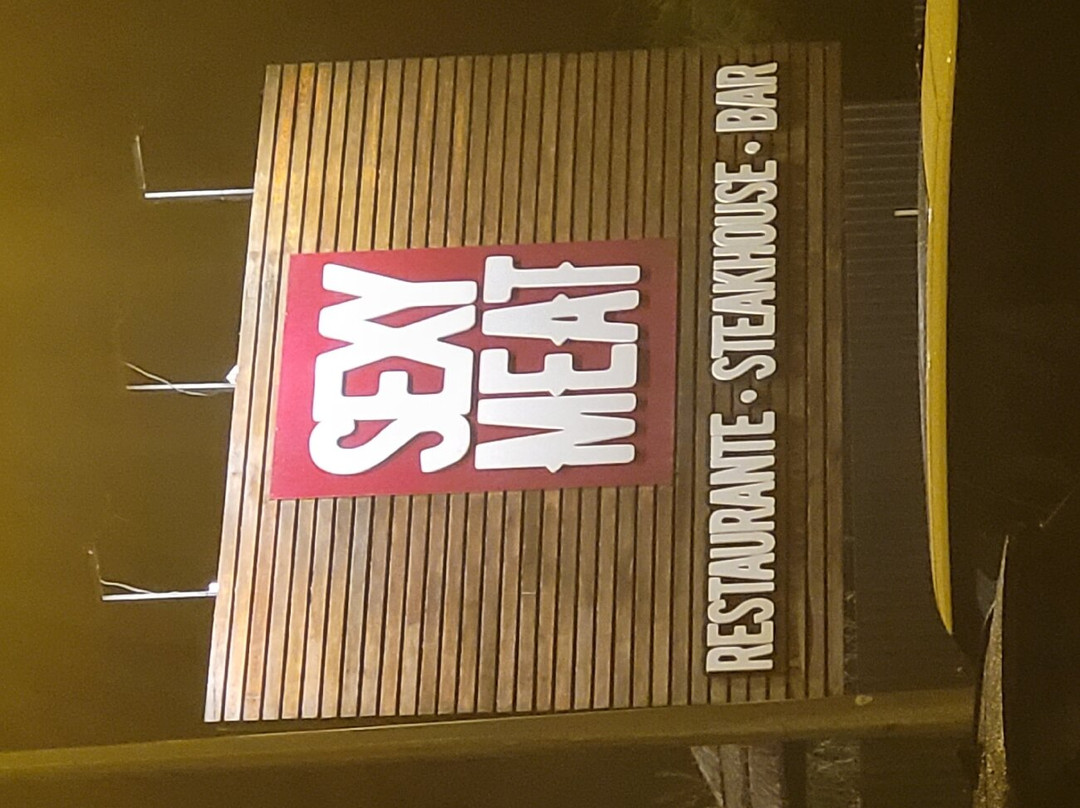 SEXY
MEAT
RESTAURANTE • STEAKHOUSE • BAR